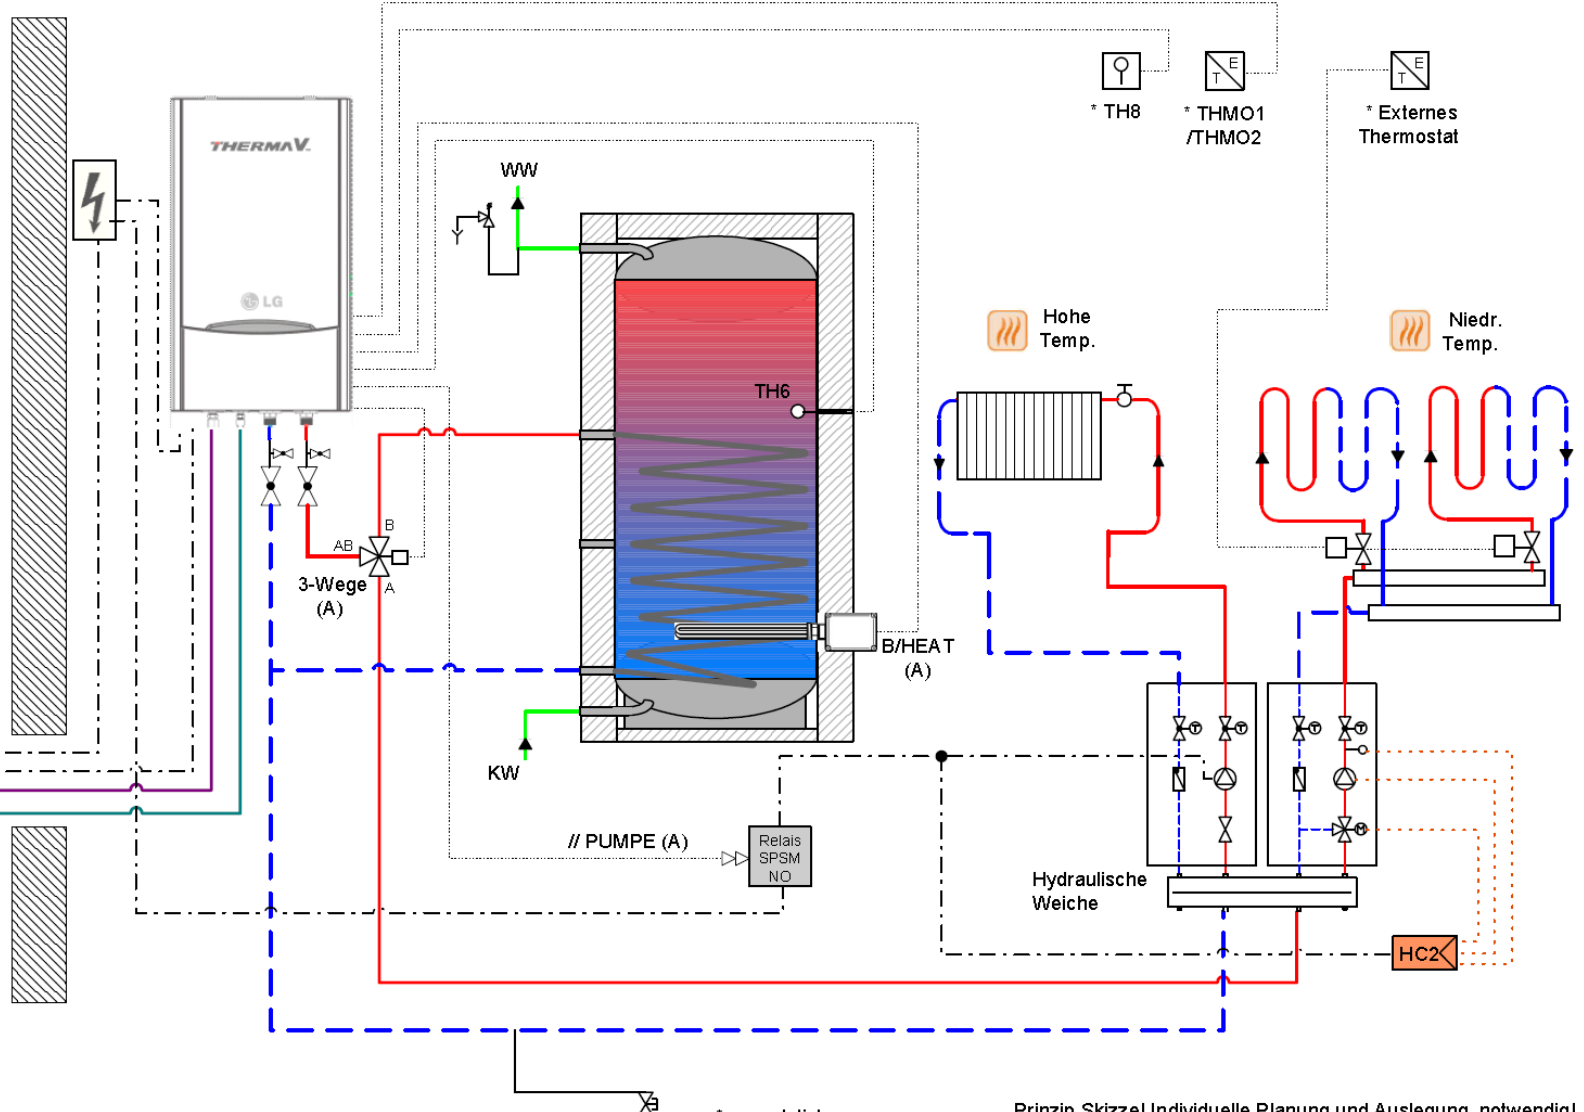 * TH8
* THMO1
/THMO2
* Externes
Thermostat
THERMAV
LG
WW
TH6
Hohe
Temp.
Niedr.
Temp.
B
AB
A
3-Wege
(A)
B/HEAT
(A)
KW
// PUMPE (A)
Relais
SPSM
NO
Hydraulische
Weiche
HC2
Prinzip Skizze! Individuelle Planung und Auslegung notwendig!